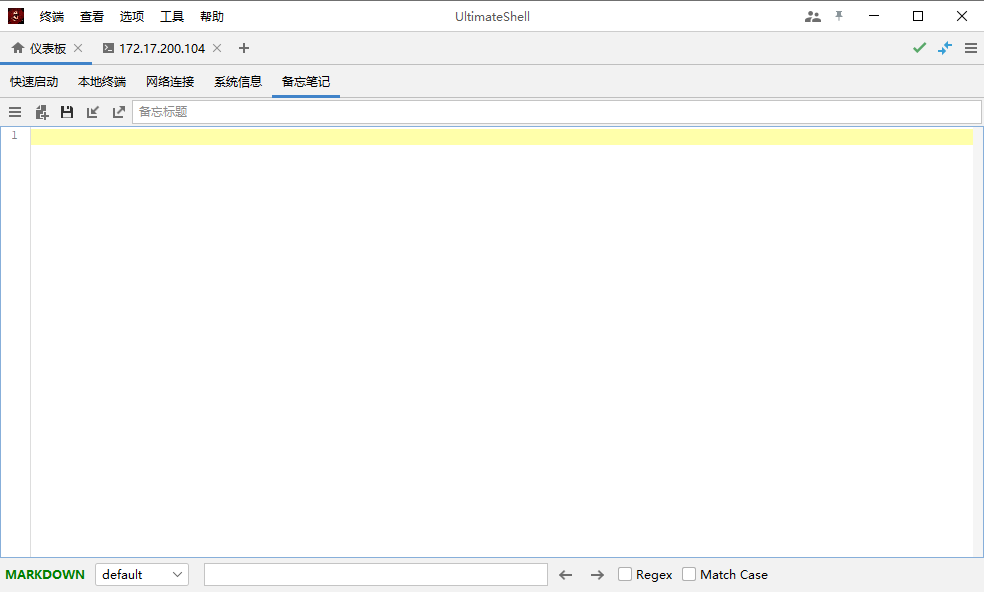 终端 查看 选项 工具 帮助 UltimateShell
仪表板 172.17.200.104
快速启动 本地终端 网络连接 系统信息 备忘笔记
备忘标题
1
MARKDOWN default Regex Match Case